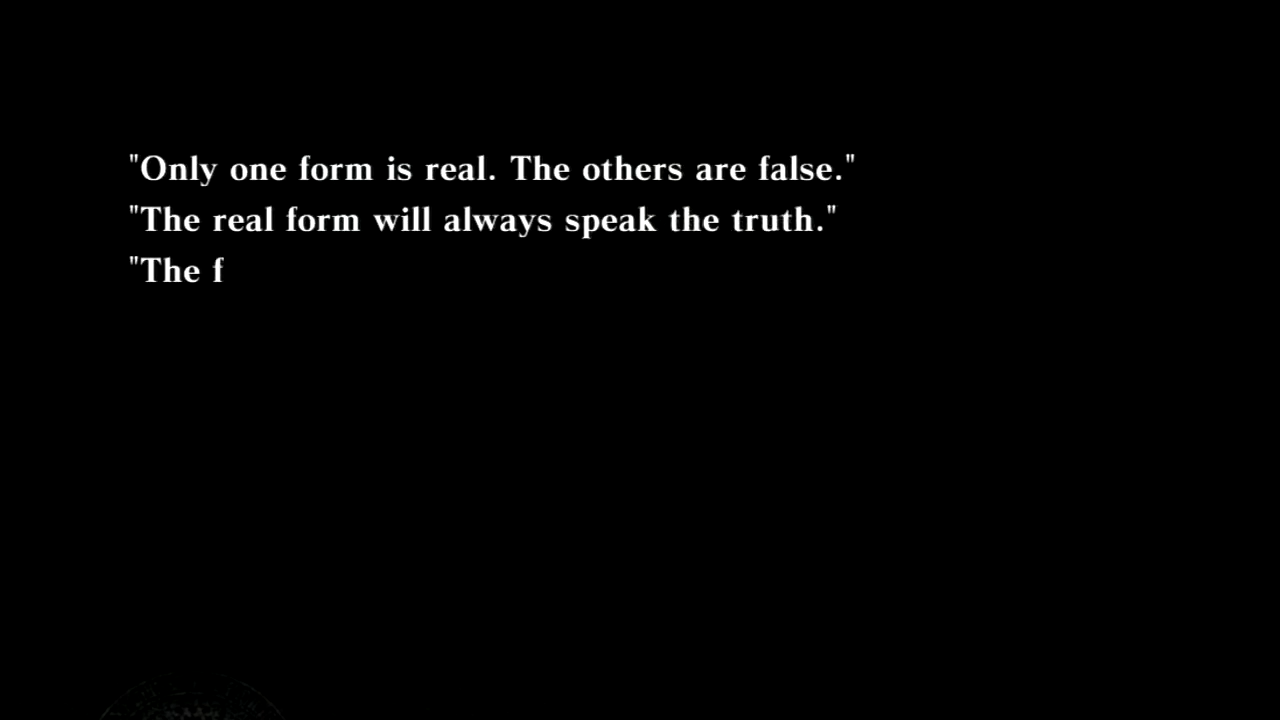 "Only one form is real. The others are false."
"The real form will always speak the truth."
"The f